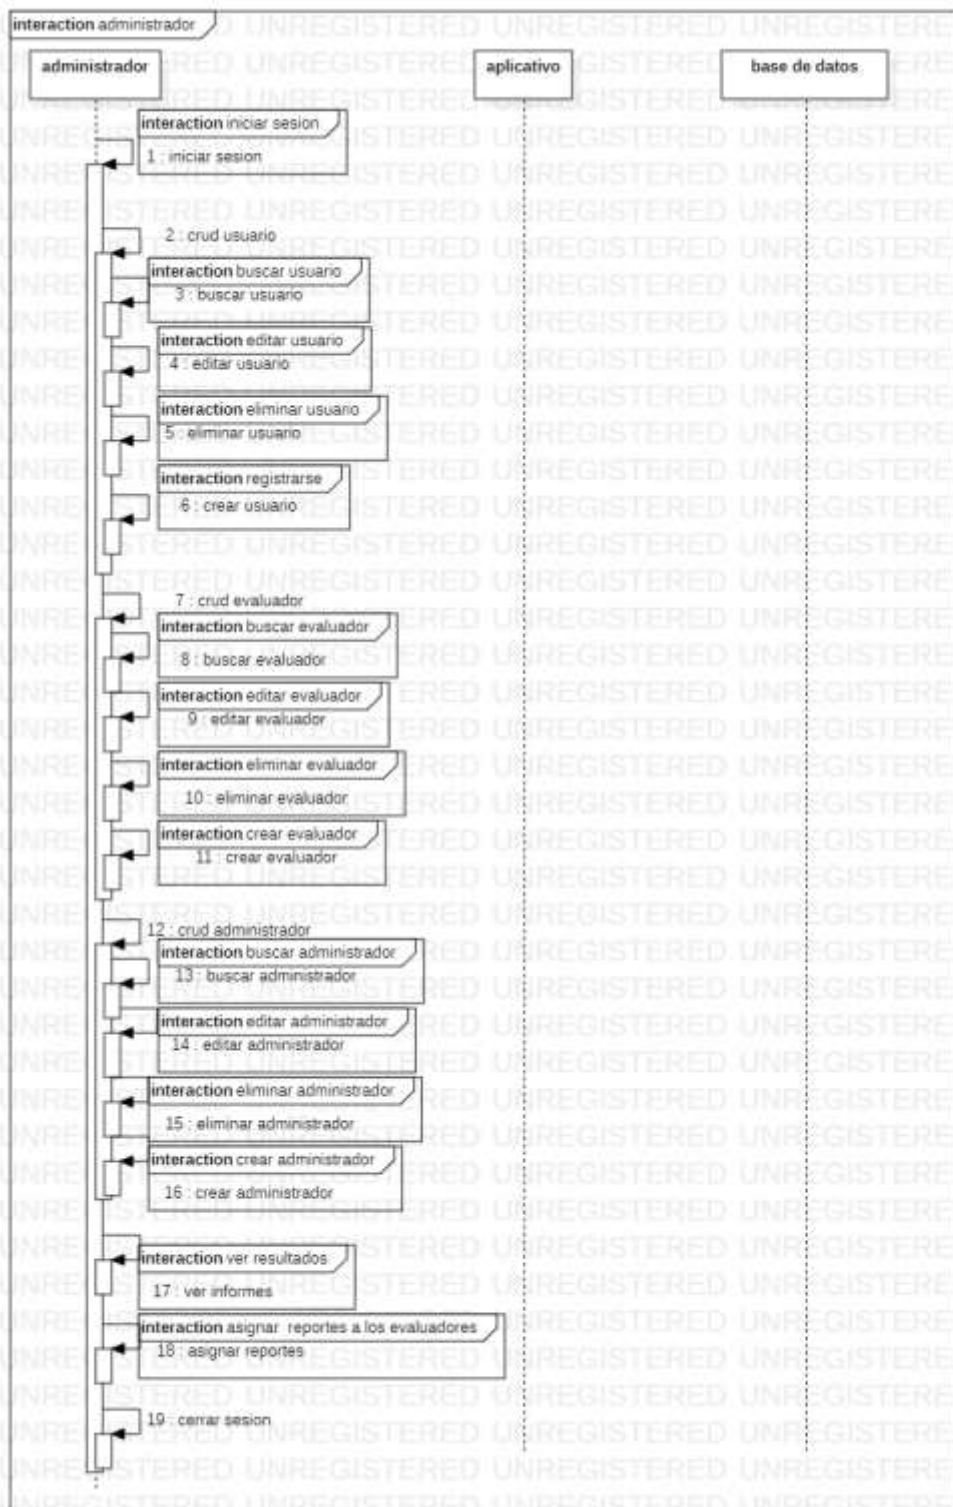 interaction administrador
administrador
aplicativo
base de datos
interaction iniciar sesion
1 : iniciar sesion
2 : crud usuario
interaction buscar usuario
3 : buscar usuario
interaction editar usuario
4 : editar usuario
interaction eliminar usuario
5 : eliminar usuario
interaction registrarse
6 : crear usuario
7 : crud evaluador
interaction buscar evaluador
8 : buscar evaluador
interaction editar evaluador
9 : editar evaluador
interaction eliminar evaluador
10 : eliminar evaluador
interaction crear evaluador
11 : crear evaluador
12 : crud administrador
interaction buscar administrador
13 : buscar administrador
interaction editar administrador
14 : editar administrador
interaction eliminar administrador
15 : eliminar administrador
interaction crear administrador
16 : crear administrador
interaction ver resultados
17 : ver informes
interaction asignar reportes a los evaluadores
18 : asignar reportes
19 : cerrar sesion
UNREGISTERED